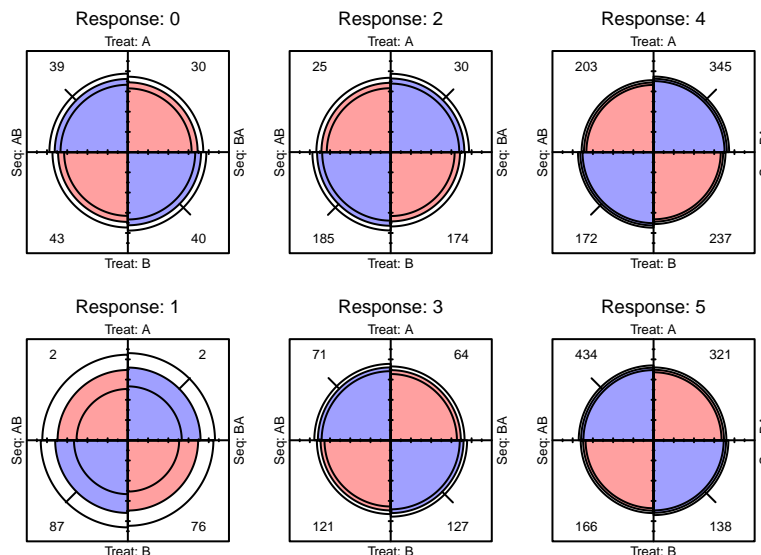 Response: 0
Treat: A
39 30
Seq: AB
Seq: BA
43 40
Treat: B
Response: 2
Treat: A
25 30
Seq: AB
Seq: BA
185 174
Treat: B
Response: 4
Treat: A
203 345
Seq: AB
172 237
Treat: B
Response: 1
Treat: A
2 2
Seq: AB
Seq: BA
87 76
Treat: B
Response: 3
Treat: A
71 64
Seq: AB
Seq: BA
121 127
Treat: B
Response: 5
Treat: A
434 321
Seq: AB
166 138
Treat: B